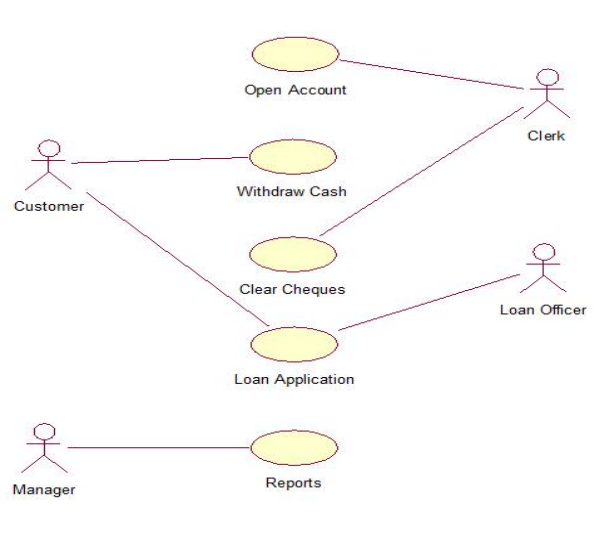 Open Account
Clerk
Withdraw Cash
Customer
Clear Cheques
Loan Officer
Loan Application
Reports
Manager